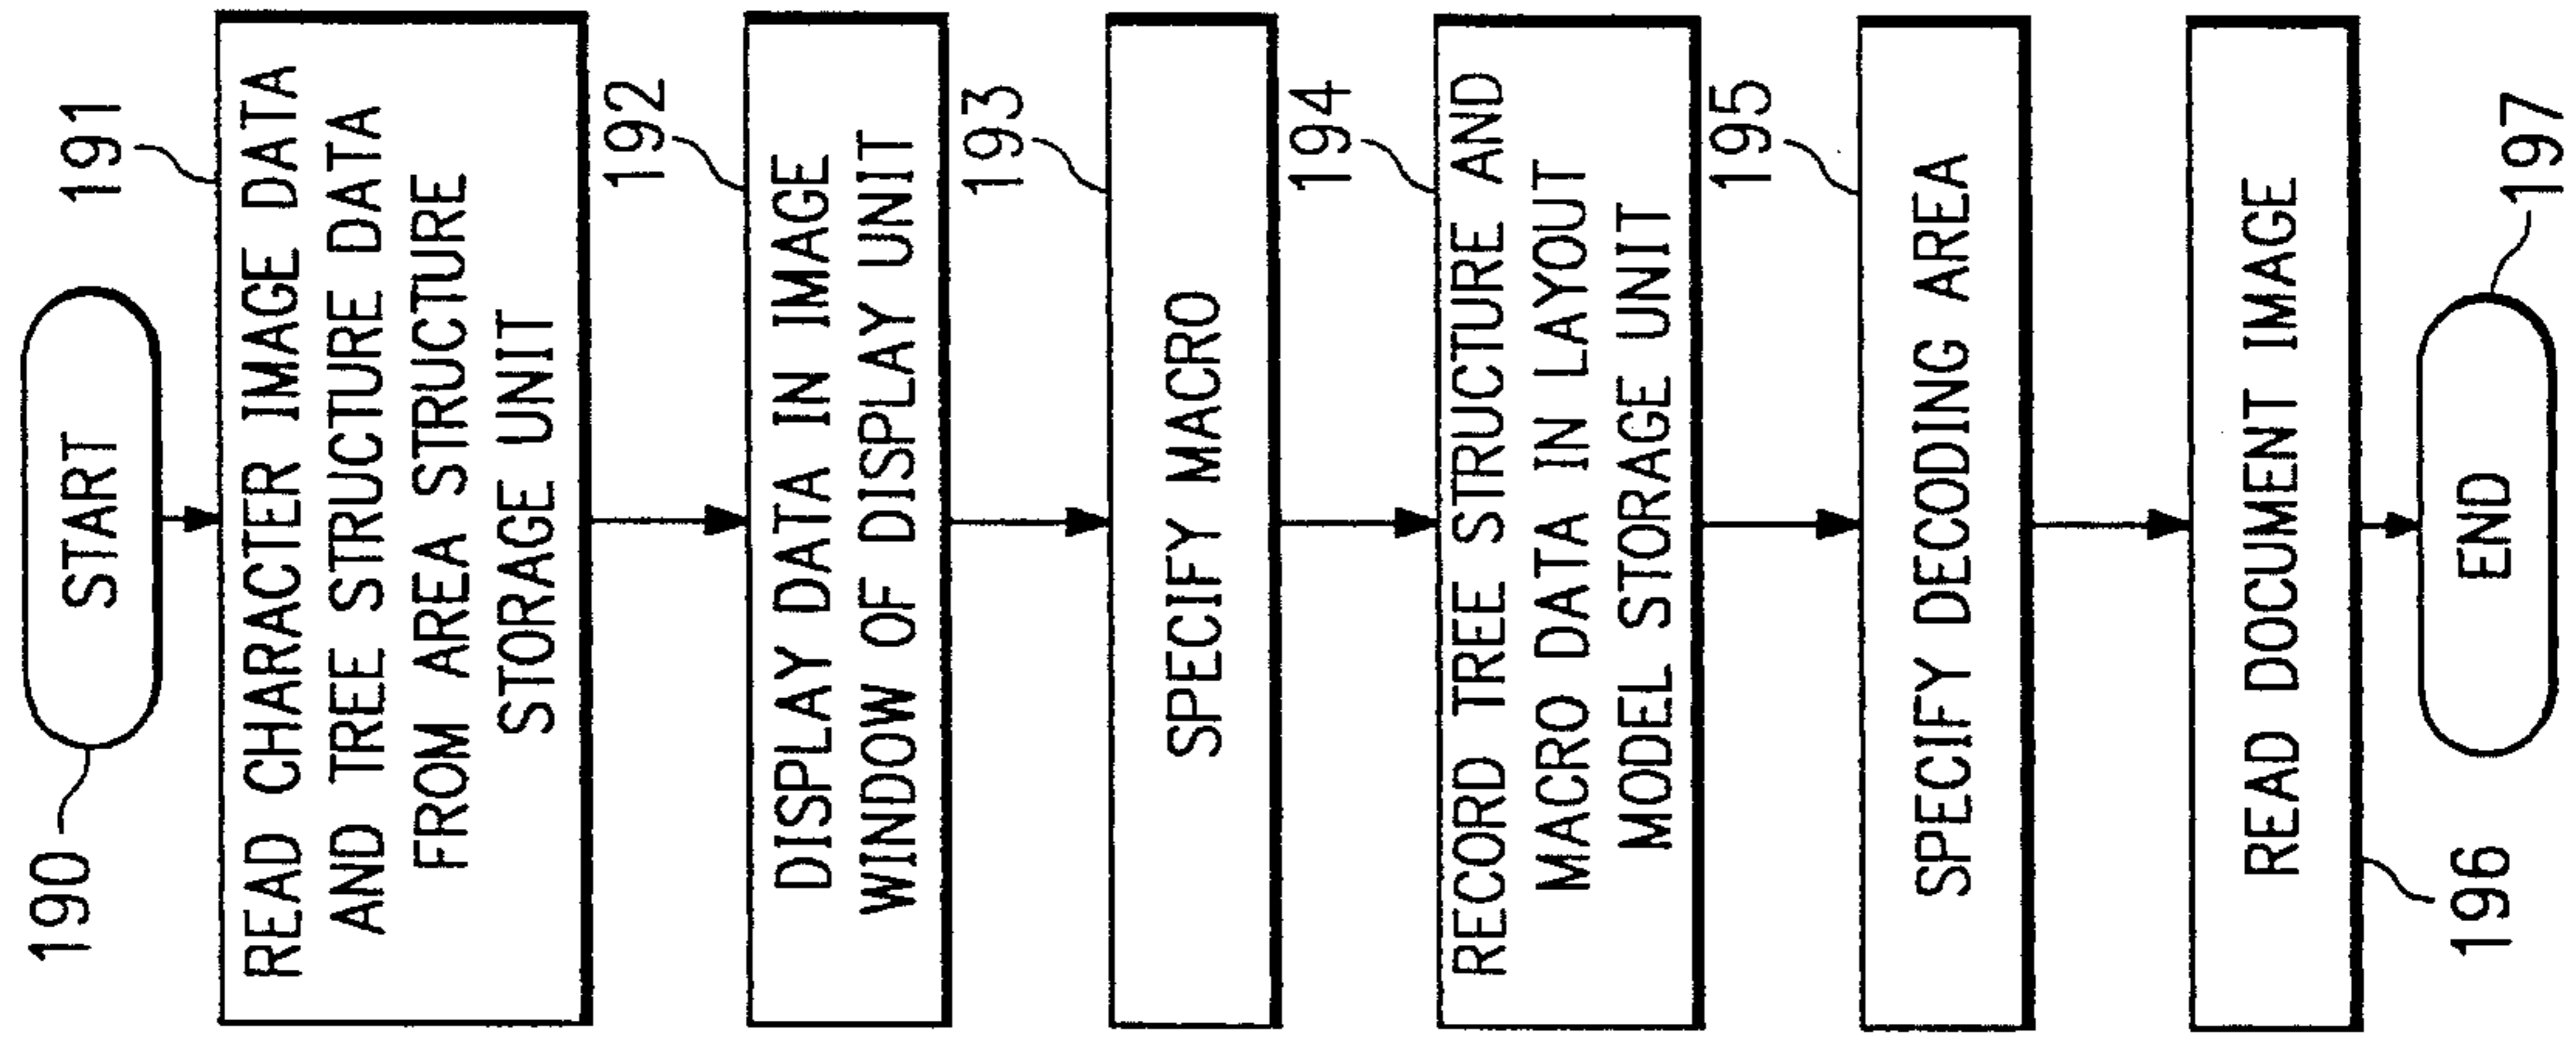 190
START
191
READ CHARACTER IMAGE DATA
AND TREE STRUCTURE DATA
FROM AREA STRUCTURE
STORAGE UNIT
192
DISPLAY DATA IN IMAGE
WINDOW OF DISPLAY UNIT
193
SPECIFY MACRO
194
RECORD TREE STRUCTURE AND
MACRO DATA IN LAYOUT
MODEL STORAGE UNIT
195
SPECIFY DECODING AREA
READ DOCUMENT IMAGE
196
END
197